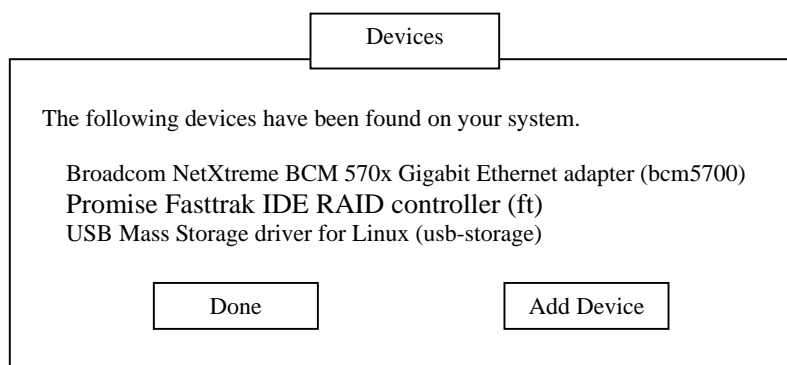 Devices
The following devices have been found on your system.
Broadcom NetXtreme BCM 570x Gigabit Ethernet adapter (bcm5700)
Promise Fasttrak IDE RAID controller (ft)
USB Mass Storage driver for Linux (usb-storage)
Done
Add Device